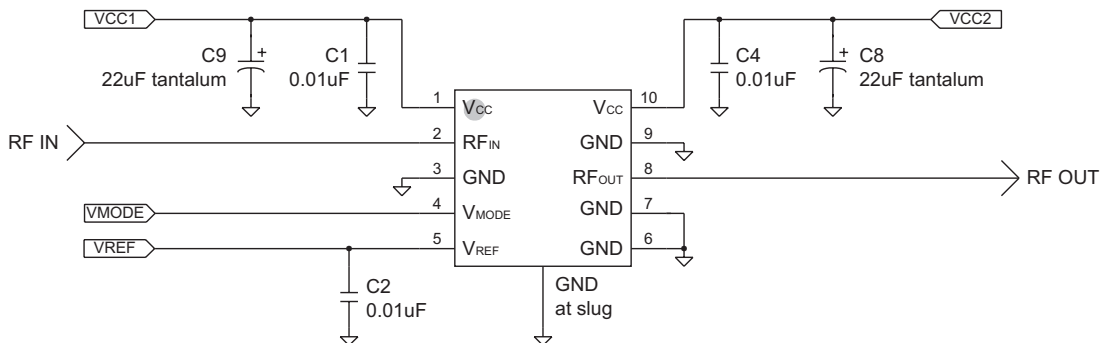 VCC1
VCC2
C9
+
22uF tantalum
C1
0.01uF
C4
0.01uF
+
C8
22uF tantalum
1
VCC
VCC
10
RF IN
2
RFIN
GND
9
3
GND
RFOUT
8
RF OUT
VMODE
4
VMODE
GND
7
VREF
5
VREF
GND
6
C2
0.01uF
GND
at slug